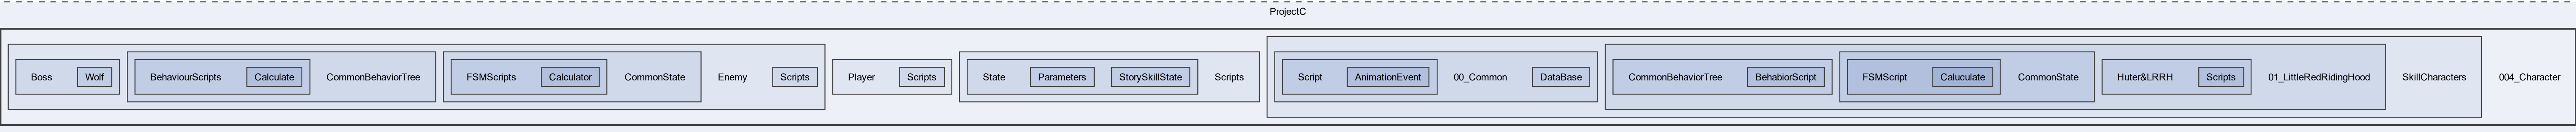 ProjectC
Boss
Wolf
BehaviourScripts
Calculate
CommonBehaviorTree
FSMScripts
Calculator
CommonState
Enemy
Scripts
Player
Scripts
State
Parameters
StorySkillState
Scripts
Script
AnimationEvent
00_Common
DataBase
CommonBehaviorTree
BehabiorScript
FSMScript
Caluculate
CommonState
Huter&LRRH
Scripts
01_LittleRedRidingHood
SkillCharacters
004_Character